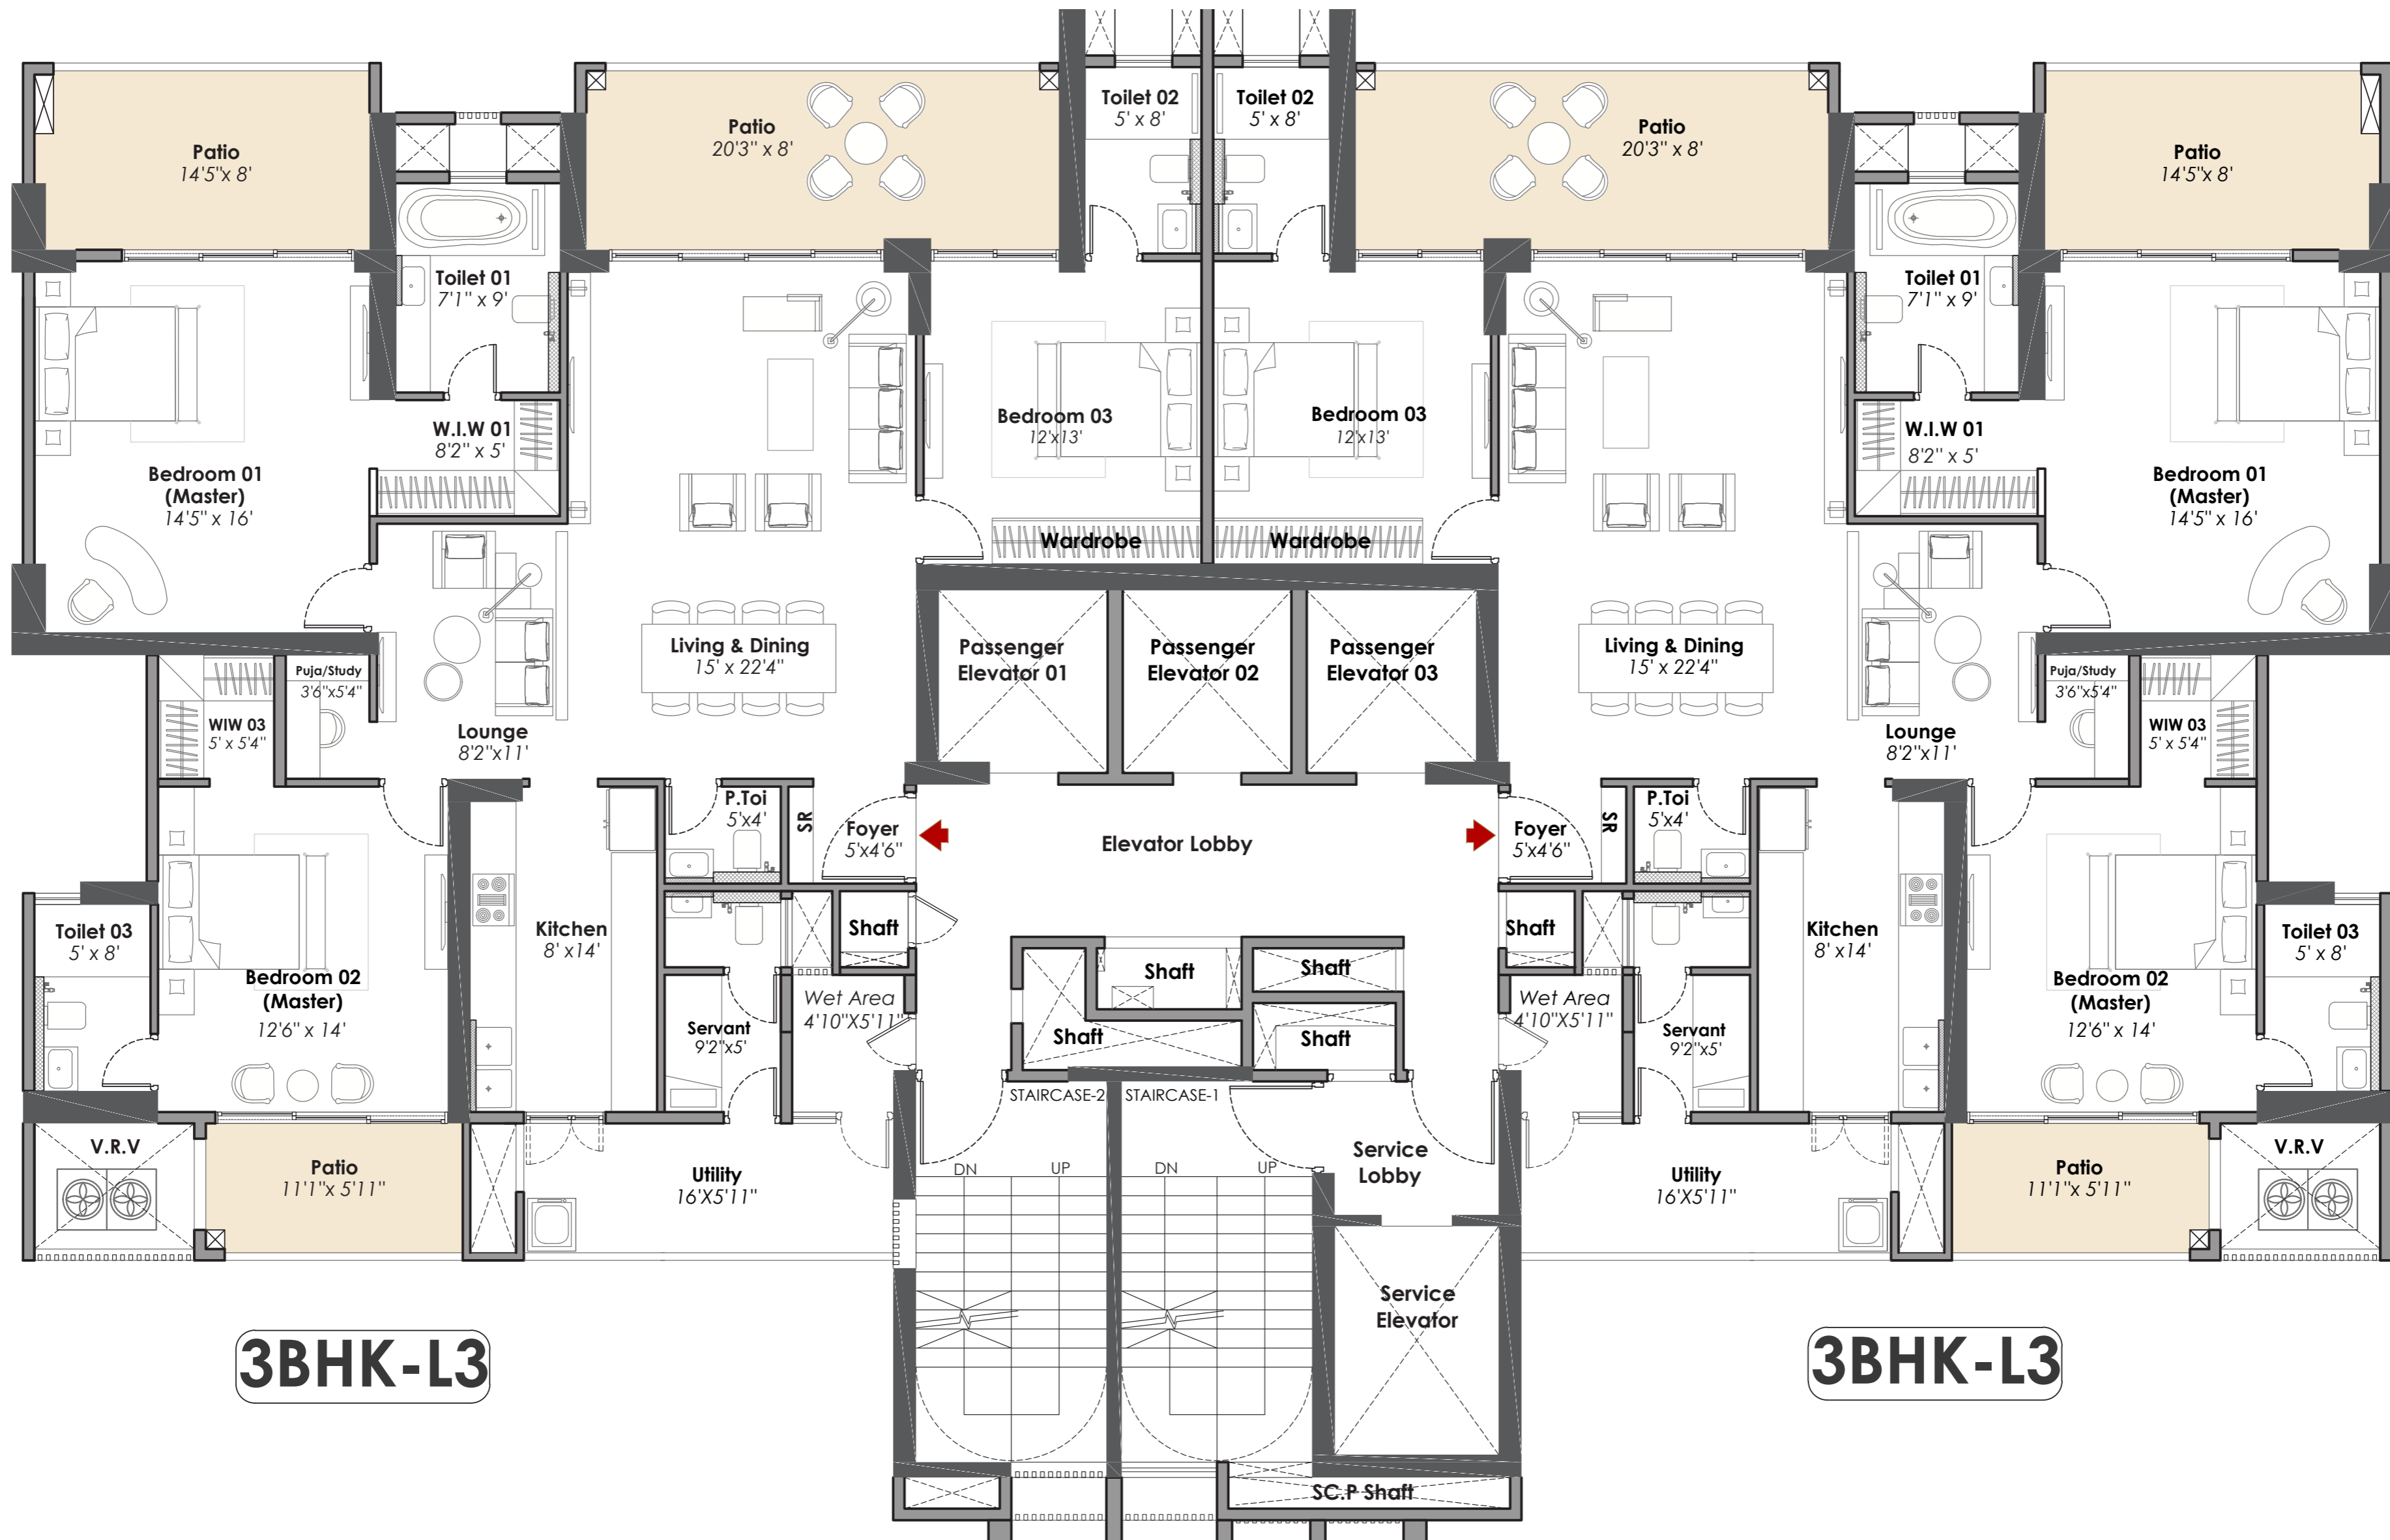 Toilet 02
5' x 8'
Toilet 02
5' x 8'
Patio
14'5"x 8'
Patio
20'3" x 8'
Patio
20'3" x 8'
Patio
14'5"x 8'
Toilet 01
7'1" x 9'
Toilet 01
7'1" x 9'
W.I.W 01
8'2" x 5'
Bedroom 03
12'x13'
Bedroom 03
12'x13'
W.I.W 01
8'2" x 5'
Bedroom 01
(Master)
14'5" x 16'
Bedroom 01
(Master)
14'5" x 16'
Wardrobe
Wardrobe
Living & Dining
15' x 22'4"
Passenger
Elevator 01
Passenger
Elevator 02
Passenger
Elevator 03
Living & Dining
15' x 22'4"
Puja/Study
3'6"x5'4"
Puja/Study
3'6"x5'4"
WIW 03
5' x 5'4"
Lounge
8'2"x11'
Lounge
8'2"x11'
WIW 03
5' x 5'4"
P.Toi
5'x4'
SR
Foyer
5'x4'6"
Elevator Lobby
Foyer
5'x4'6"
SR
P.Toi
5'x4'
Toilet 03
5' x 8'
Kitchen
8' x14'
Shaft
Shaft
Kitchen
8' x14'
Toilet 03
5' x 8'
Bedroom 02
(Master)
12'6" x 14'
Shaft
Shaft
Bedroom 02
(Master)
12'6" x 14'
Servant
9'2"x5'
Wet Area
4'10"X5'11"
Shaft
Shaft
Wet Area
4'10"X5'11"
Servant
9'2"x5'
STAIRCASE-2
STAIRCASE-1
V.R.V
Patio
11'1"x 5'11"
Utility
16'X5'11"
DN
UP
DN
UP
Service
Lobby
Utility
16'X5'11"
Patio
11'1"x 5'11"
V.R.V
Service
Elevator
3BHK-L3
3BHK-L3
SC.P Shaft